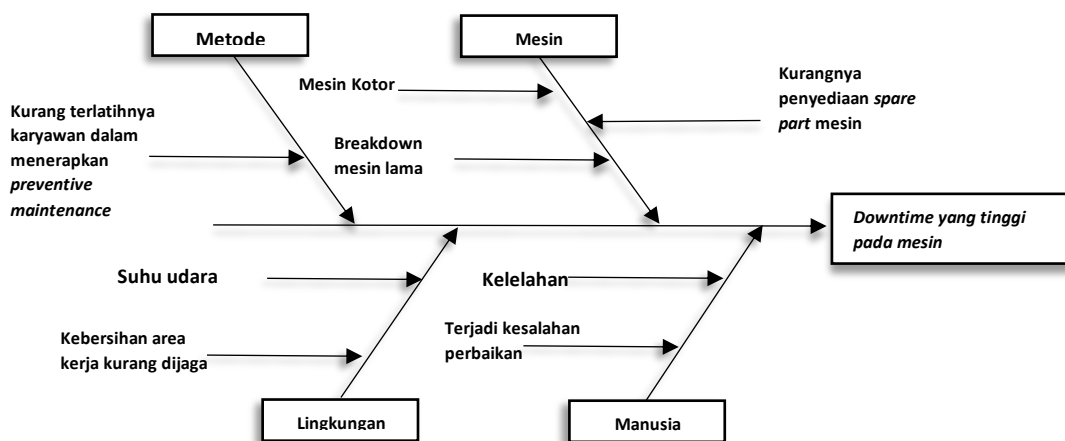 Metode
Mesin
Mesin Kotor
Kurangnya
penyediaan spare
part mesin
Kurang terlatihnya
karyawan dalam
menerapkan
preventive
maintenance
Breakdown
mesin lama
Downtime yang tinggi
pada mesin
Suhu udara
Kelelahan
Kebersihan area
kerja kurang dijaga
Terjadi kesalahan
perbaikan
Lingkungan
Manusia